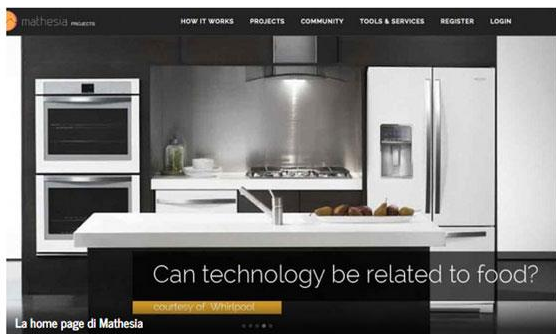 mathesia PROJECTS
HOW IT WORKS PROJECTS COMMUNITY TOOLS & SERVICES REGISTER LOGIN
Can technology be related to food?
courtesy of Whirlpool
La home page di Mathesia